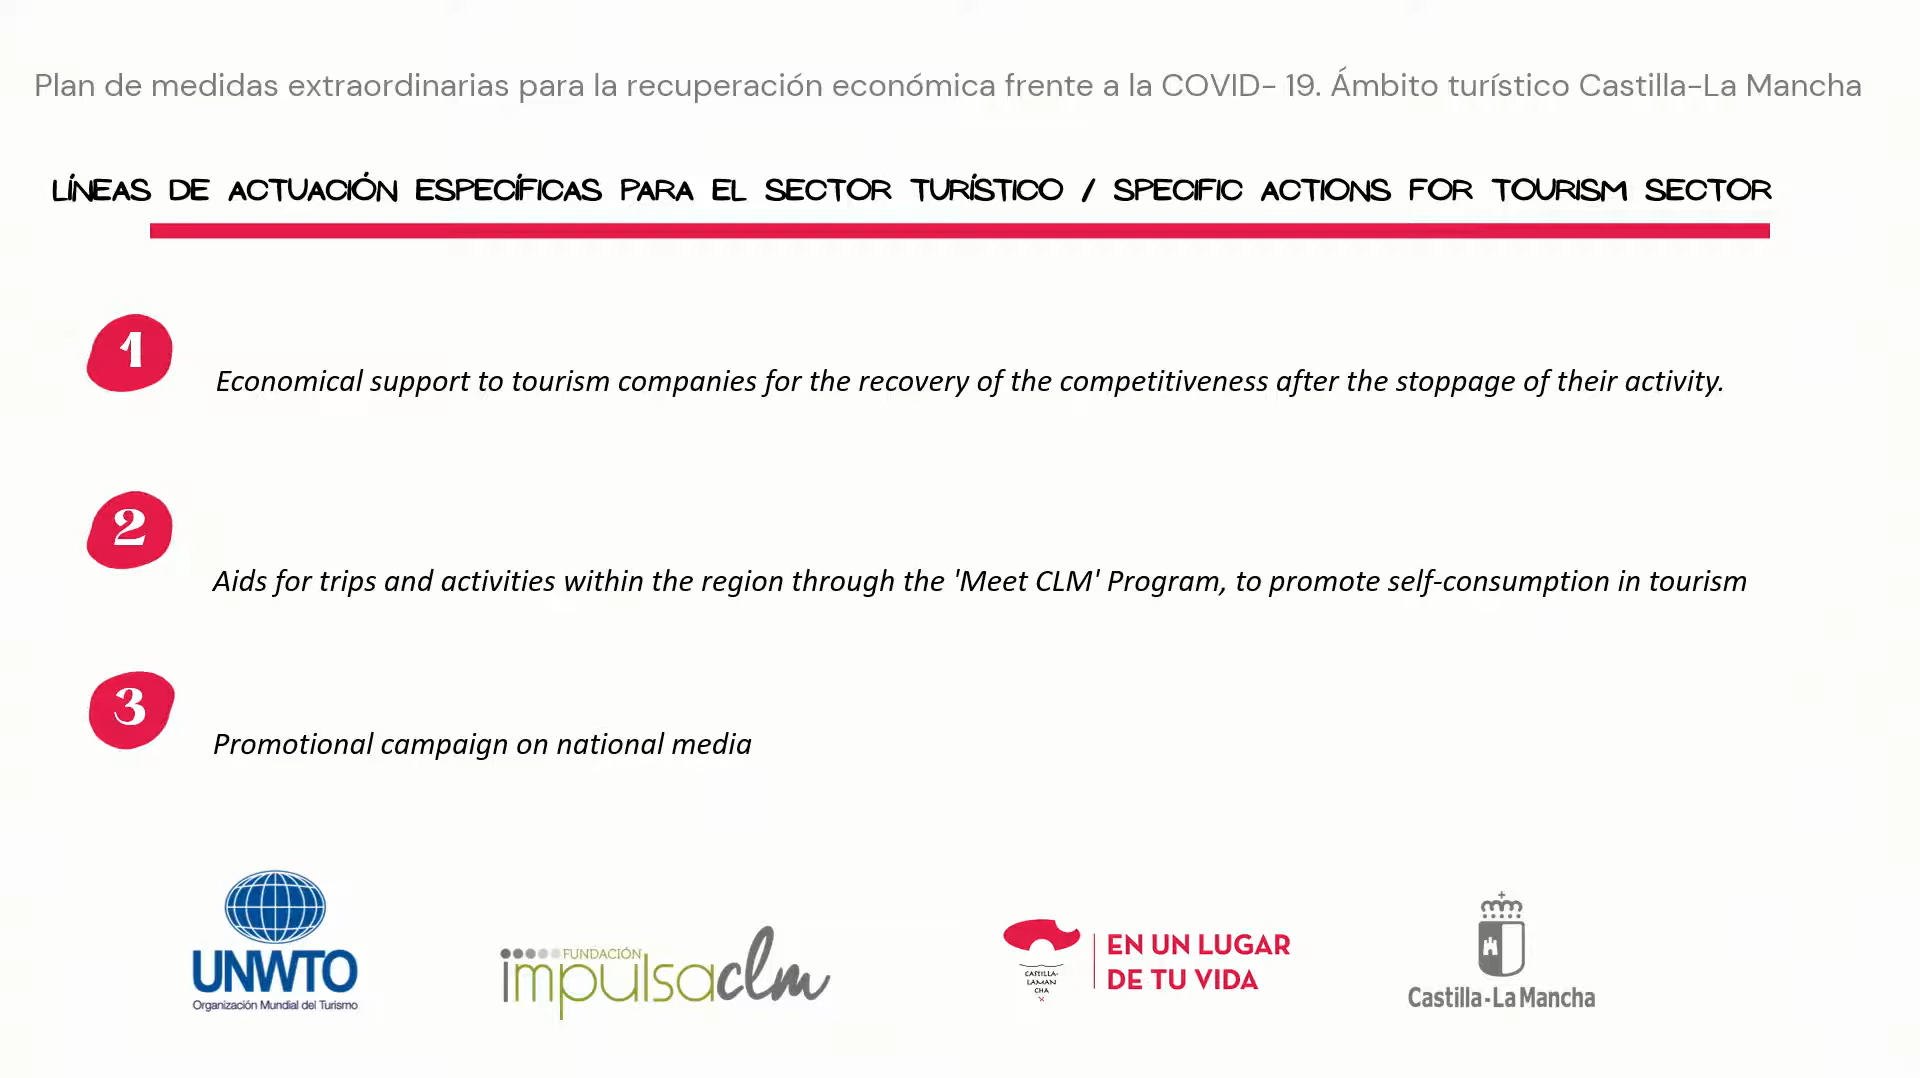 Plan de medidas extraordinarias para la recuperación económica frente a la COVID- 19. Ámbito turístico Castilla-La Mancha
LÍNEAS DE ACTUACIÓN ESPECÍFICAS PARA EL SECTOR TURÍSTICO / SPECIFIC ACTIONS FOR TOURISM SECTOR
1
Economical support to tourism companies for the recovery of the competitiveness after the stoppage of their activity.
2
Aids for trips and activities within the region through the 'Meet CLM' Program, to promote self-consumption in tourism
3
Promotional campaign on national media
UNWTO
Organización Mundial del Turismo
FUNDACIÓN
impulsaclm
CASTILLA-
LAMAN
CHA
EN UN LUGAR
DE TU VIDA
Castilla-La Mancha